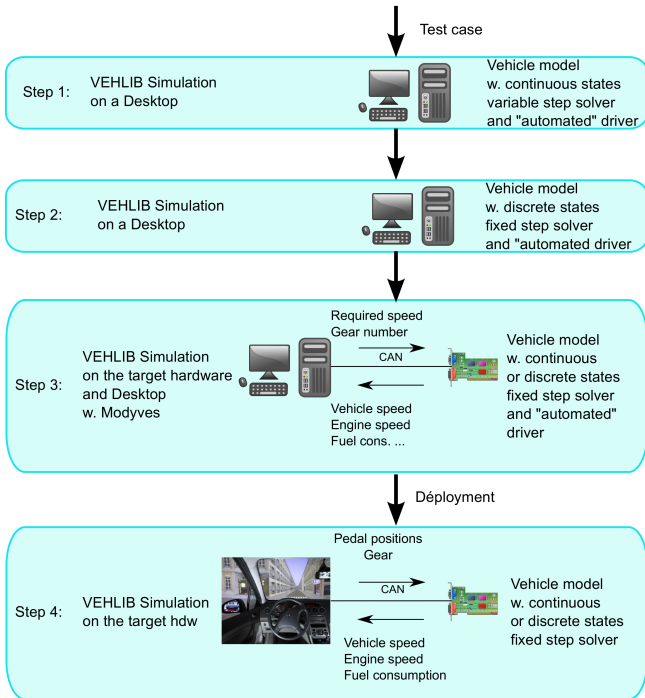 Test case
Step 1:
VEHLIB Simulation
on a Desktop
Vehicle model
w. continuous states
variable step solver
and "automated" driver
Step 2:
VEHLIB Simulation
on a Desktop
Vehicle model
w. discrete states
fixed step solver
and "automated driver
Step 3:
VEHLIB Simulation
on the target hardware
and Desktop
w. Modyves
Required speed
Gear number
CAN
Vehicle speed
Engine speed
Fuel cons. ...
Vehicle model
w. continuous
or discrete states
fixed step solver
and "automated"
driver
Déployment
Step 4:
VEHLIB Simulation
on the target hdw
Pedal positions
Gear
CAN
Vehicle speed
Engine speed
Fuel consumption
Vehicle model
w. continuous
or discrete states
fixed step solver